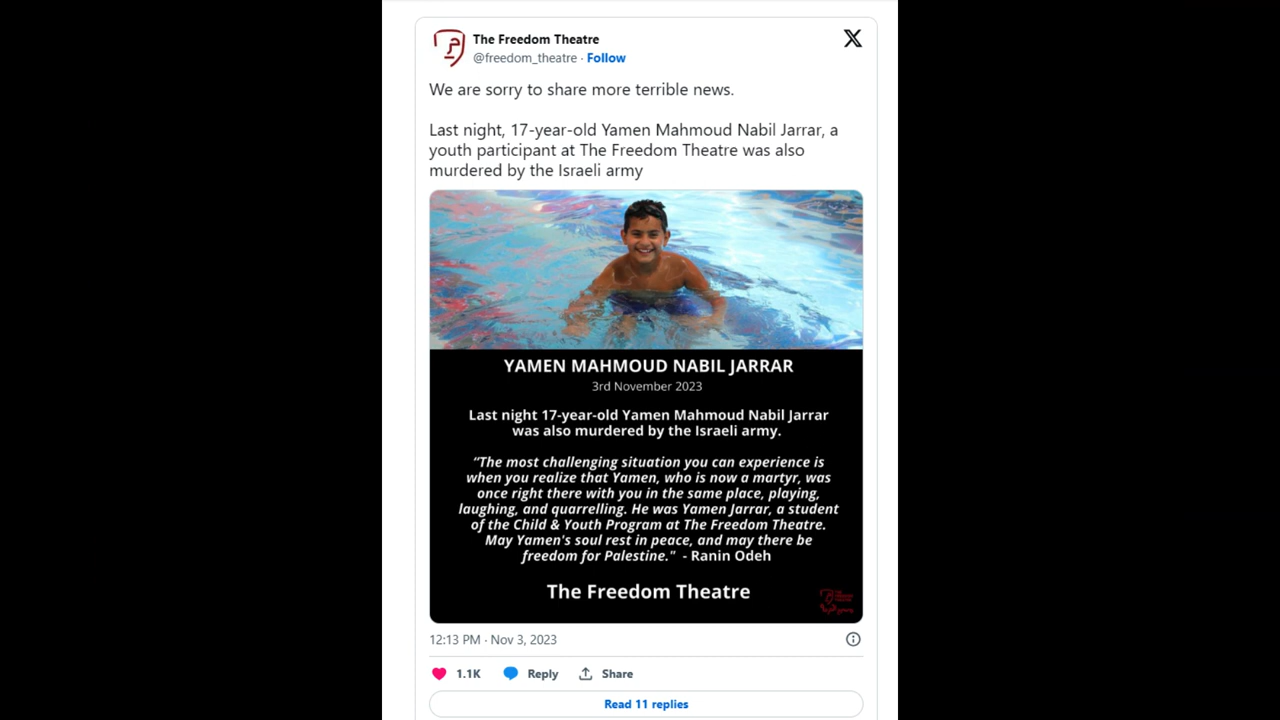 The Freedom Theatre
@freedom_theatre · Follow
We are sorry to share more terrible news.
Last night, 17-year-old Yamen Mahmoud Nabil Jarrar, a
youth participant at The Freedom Theatre was also
murdered by the Israeli army
YAMEN MAHMOUD NABIL JARRAR
3rd November 2023
Last night 17-year-old Yamen Mahmoud Nabil Jarrar
was also murdered by the Israeli army.
“The most challenging situation you can experience is
when you realize that Yamen, who is now a martyr, was
once right there with you in the same place, playing,
laughing, and quarrelling. He was Yamen Jarrar, a student
of the Child & Youth Program at The Freedom Theatre.
May Yamen's soul rest in peace, and may there be
freedom for Palestine." - Ranin Odeh
The Freedom Theatre
12:13 PM · Nov 3, 2023
1.1K Reply Share
Read 11 replies